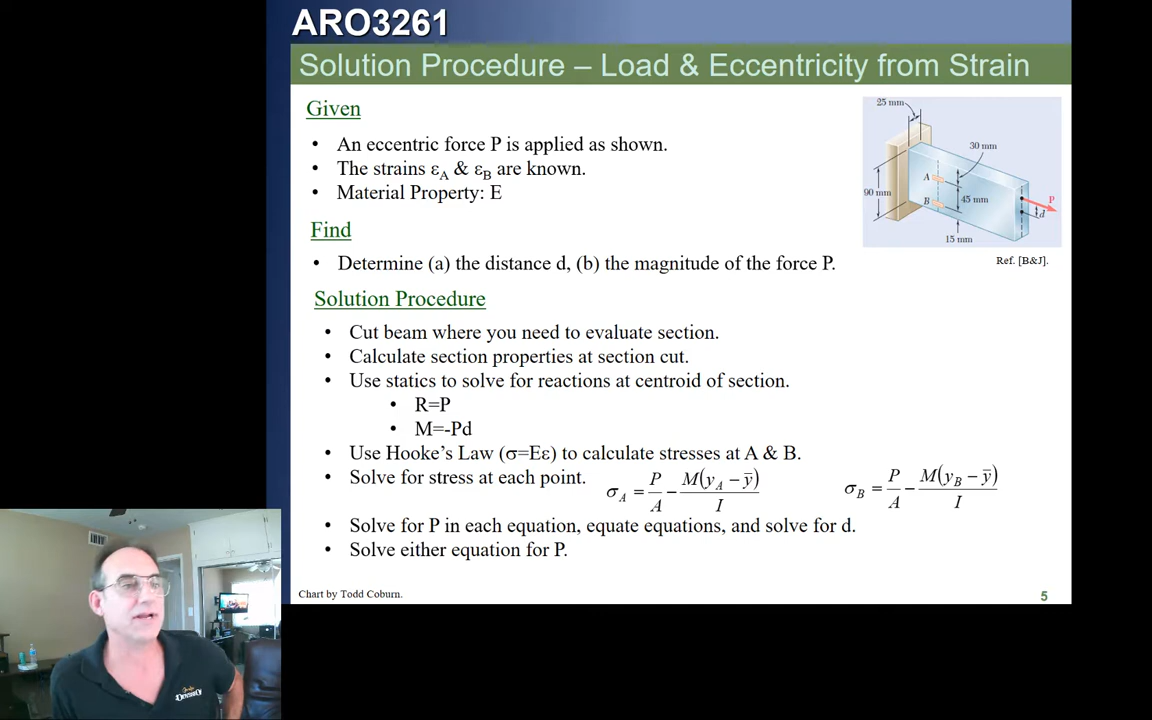 ARO3261
Solution Procedure – Load & Eccentricity from Strain
Given
• An eccentric force P is applied as shown.
• The strains εA & εB are known.
• Material Property: E
25 mm
30 mm
A
90 mm
B
45 mm
P
d
15 mm
Ref. [B&J].
Find
• Determine (a) the distance d, (b) the magnitude of the force P.
Solution Procedure
• Cut beam where you need to evaluate section.
• Calculate section properties at section cut.
• Use statics to solve for reactions at centroid of section.
• R=P
• M=-Pd
• Use Hooke's Law (σ=Eε) to calculate stresses at A & B.
• Solve for stress at each point. σA = P/A − M(yA − ȳ)/I σB = P/A − M(yB − ȳ)/I
• Solve for P in each equation, equate equations, and solve for d.
• Solve either equation for P.
Chart by Todd Coburn.
5